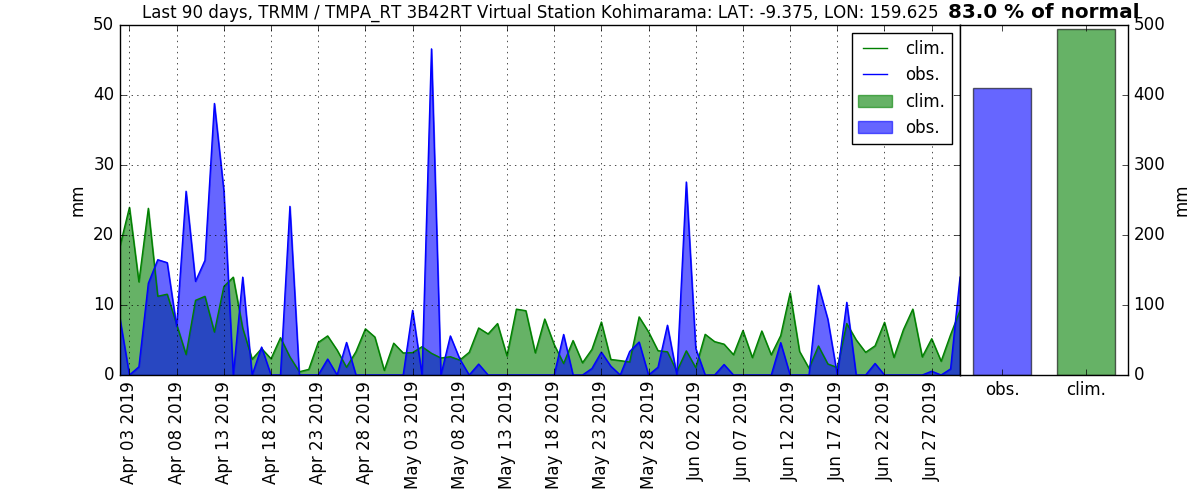 Last 90 days, TRMM / TMPA_RT 3B42RT Virtual Station Kohimarama: LAT: -9.375, LON: 159.625
83.0 % of normal
50
40
30
20
10
0
mm
clim.
obs.
clim.
obs.
500
400
300
200
100
0
mm
obs.
clim.
Apr 03 2019
Apr 08 2019
Apr 13 2019
Apr 18 2019
Apr 23 2019
Apr 28 2019
May 03 2019
May 08 2019
May 13 2019
May 18 2019
May 23 2019
May 28 2019
Jun 02 2019
Jun 07 2019
Jun 12 2019
Jun 17 2019
Jun 22 2019
Jun 27 2019